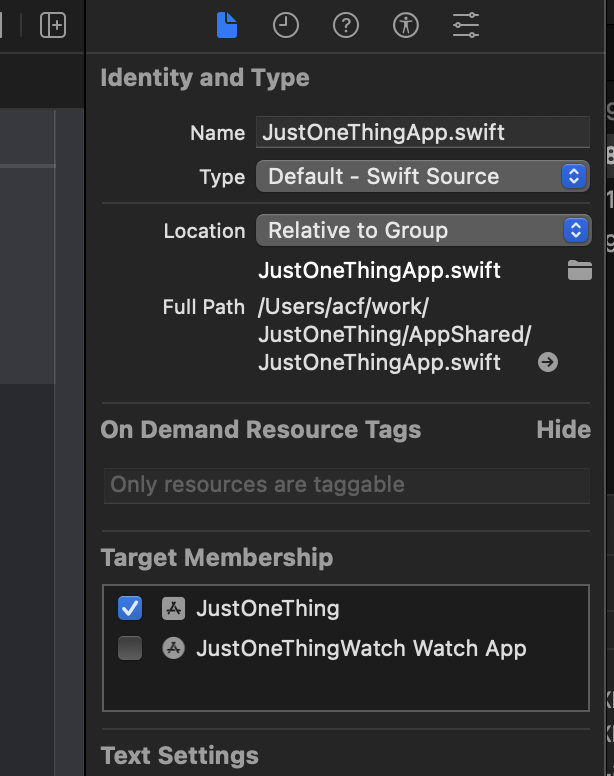 Identity and Type
Name JustOneThingApp.swift
Type Default - Swift Source
Location Relative to Group
JustOneThingApp.swift
Full Path /Users/acf/work/
JustOneThing/AppShared/
JustOneThingApp.swift
On Demand Resource Tags Hide
Only resources are taggable
Target Membership
JustOneThing
JustOneThingWatch Watch App
Text Settings